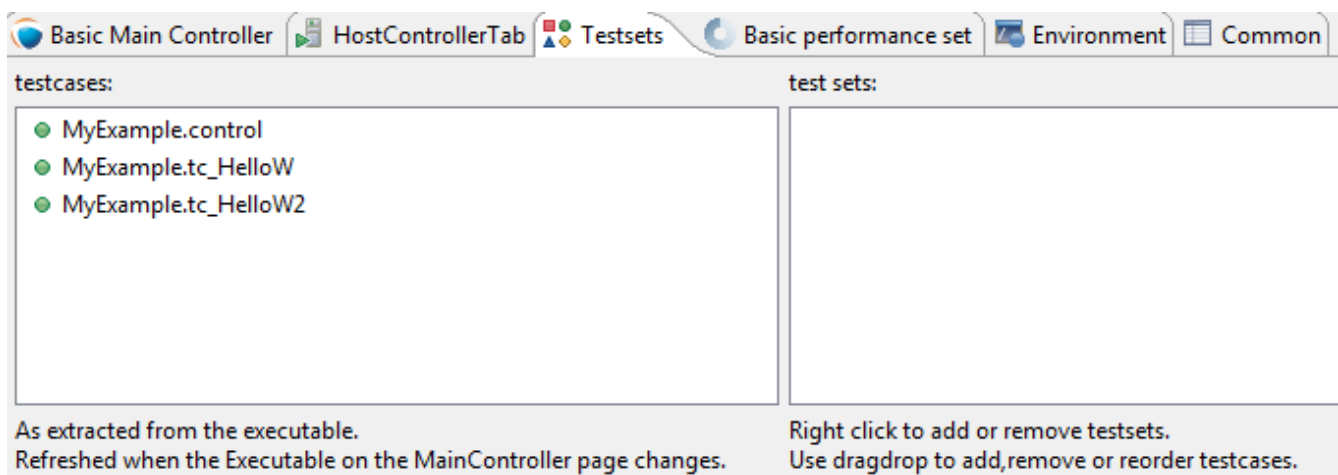 Basic Main Controller HostControllerTab Testsets Basic performance set Environment Common
testcases: test sets:
MyExample.control
MyExample.tc_HelloW
MyExample.tc_HelloW2
As extracted from the executable.
Refreshed when the Executable on the MainController page changes.
Right click to add or remove testsets.
Use dragdrop to add,remove or reorder testcases.